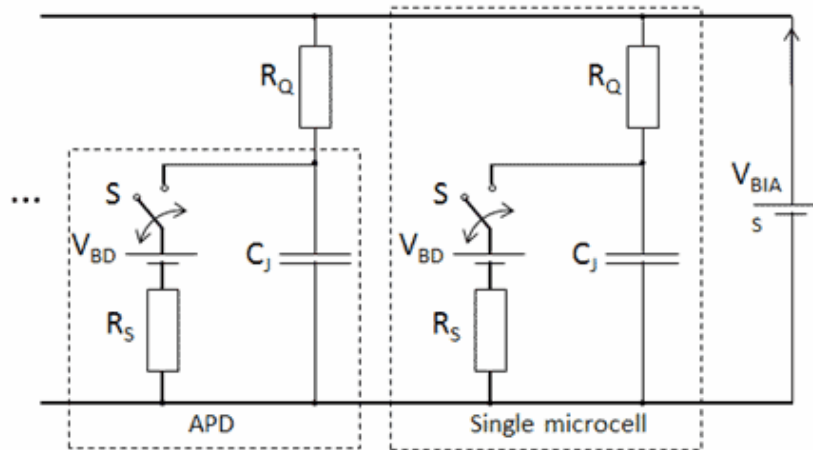 R_Q
R_Q
...
S
S
V_BD
V_BD
C_J
C_J
R_S
R_S
V_BIA
S
APD
Single microcell